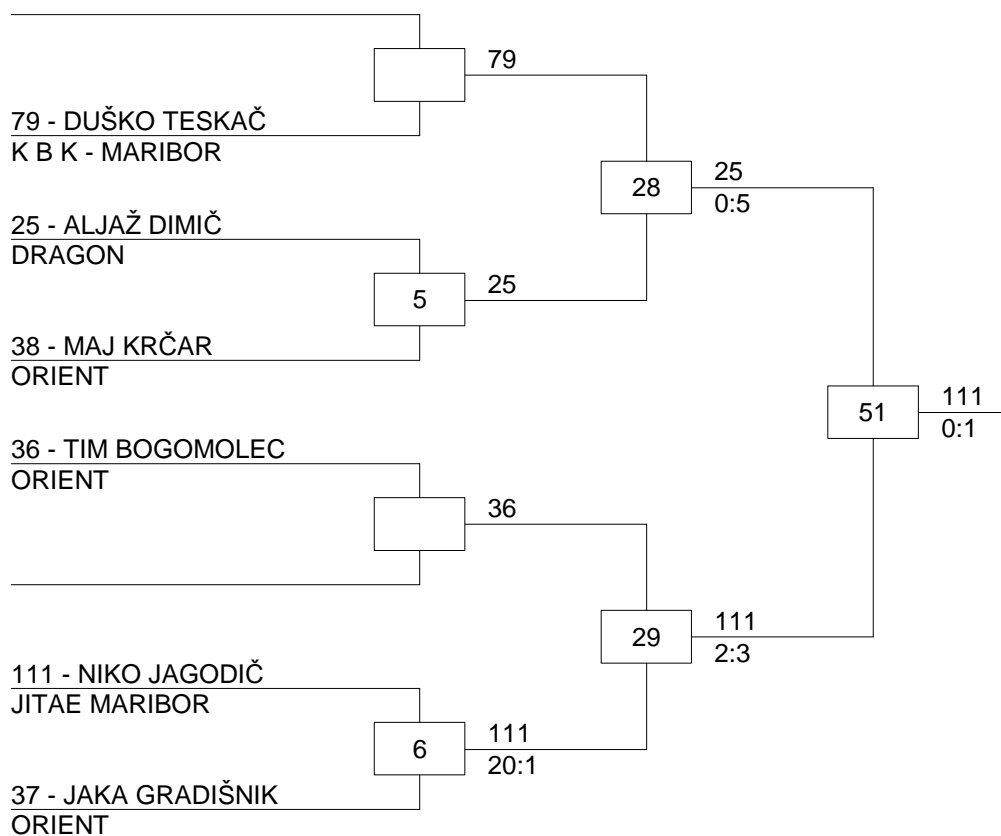 79
79 - DUŠKO TESKAČ
K B K - MARIBOR
28
25
0:5
25 - ALJAŽ DIMIČ
DRAGON
5
25
38 - MAJ KRČAR
ORIENT
51
111
0:1
36 - TIM BOGOMOLEC
ORIENT
36
29
111
2:3
111 - NIKO JAGODIČ
JITAE MARIBOR
6
111
20:1
37 - JAKA GRADIŠNIK
ORIENT